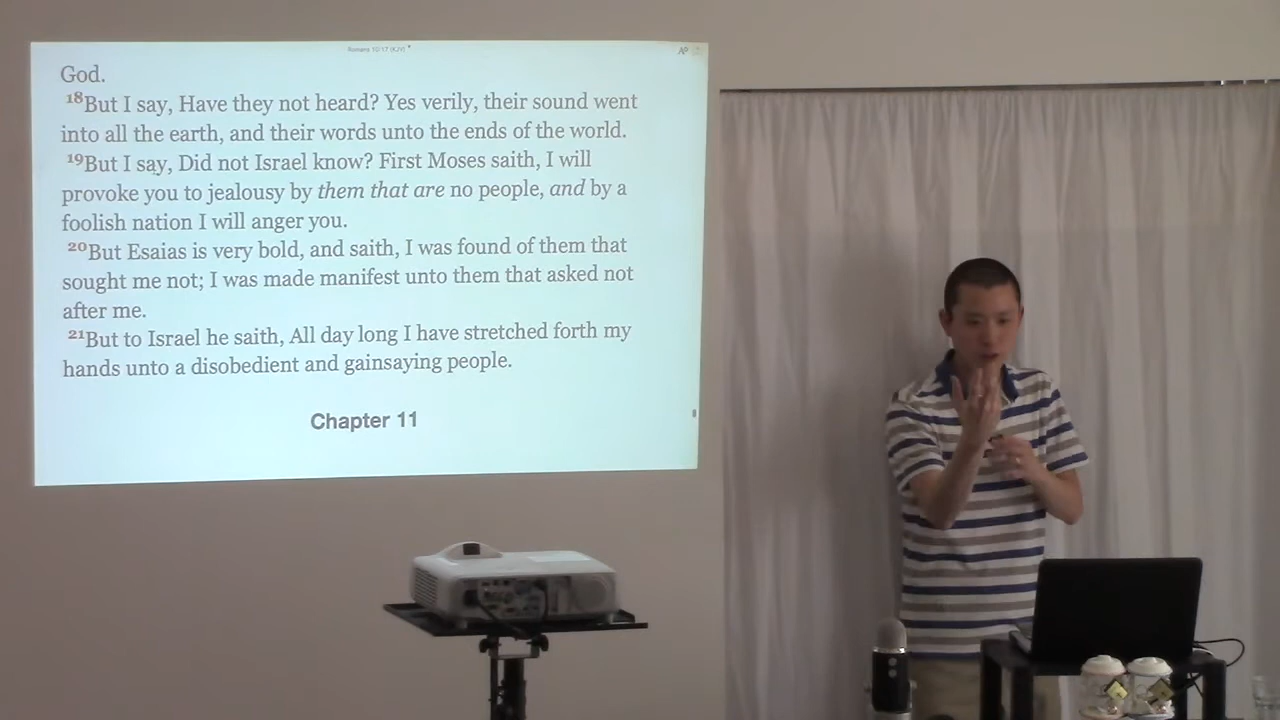 Romans 10:17 (KJV)
God.
18But I say, Have they not heard? Yes verily, their sound went
into all the earth, and their words unto the ends of the world.
19But I say, Did not Israel know? First Moses saith, I will
provoke you to jealousy by them that are no people, and by a
foolish nation I will anger you.
20But Esaias is very bold, and saith, I was found of them that
sought me not; I was made manifest unto them that asked not
after me.
21But to Israel he saith, All day long I have stretched forth my
hands unto a disobedient and gainsaying people.
Chapter 11